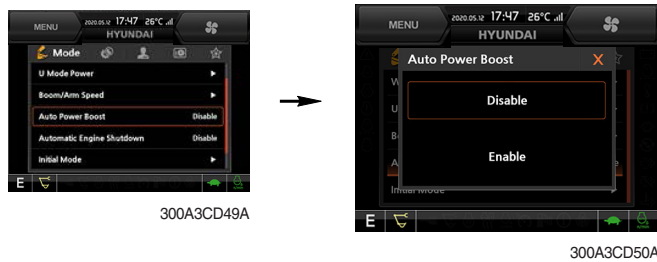 MENU
2020.05.12 17:47 26°C
HYUNDAI
Mode
U Mode Power
Boom/Arm Speed
Auto Power Boost Disable
Automatic Engine Shutdown Disable
Initial Mode
E
300A3CD49A
MENU
2020.05.12 17:47 26°C
HYUNDAI
Auto Power Boost X
Disable
Enable
Initial Mode
E
300A3CD50A